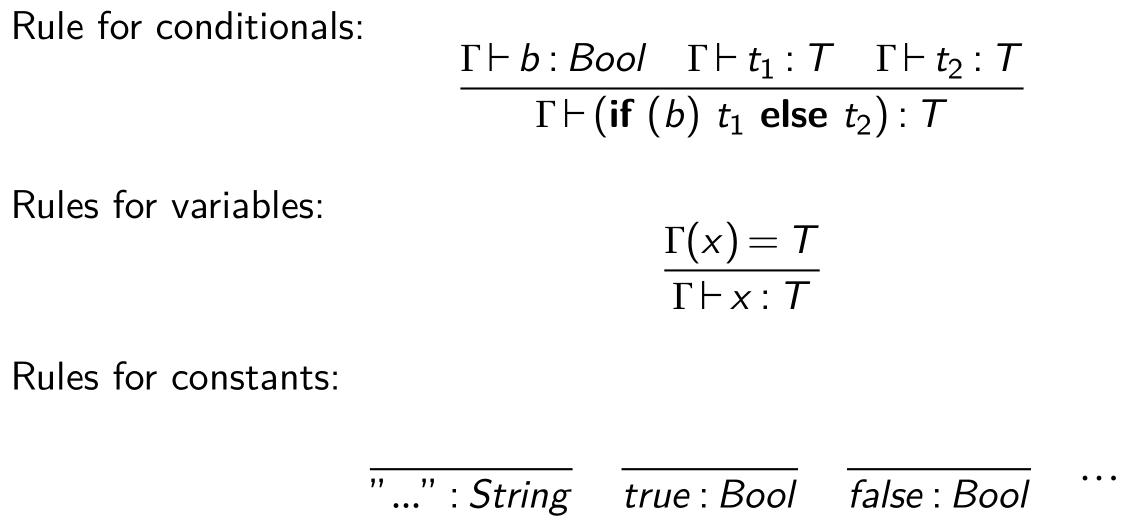 Rule for conditionals:
Γ ⊢ b : Bool Γ ⊢ t₁ : T Γ ⊢ t₂ : T
Γ ⊢ (if (b) t₁ else t₂) : T
Rules for variables:
Γ(x) = T
Γ ⊢ x : T
Rules for constants:
"..." : String true : Bool false : Bool ...